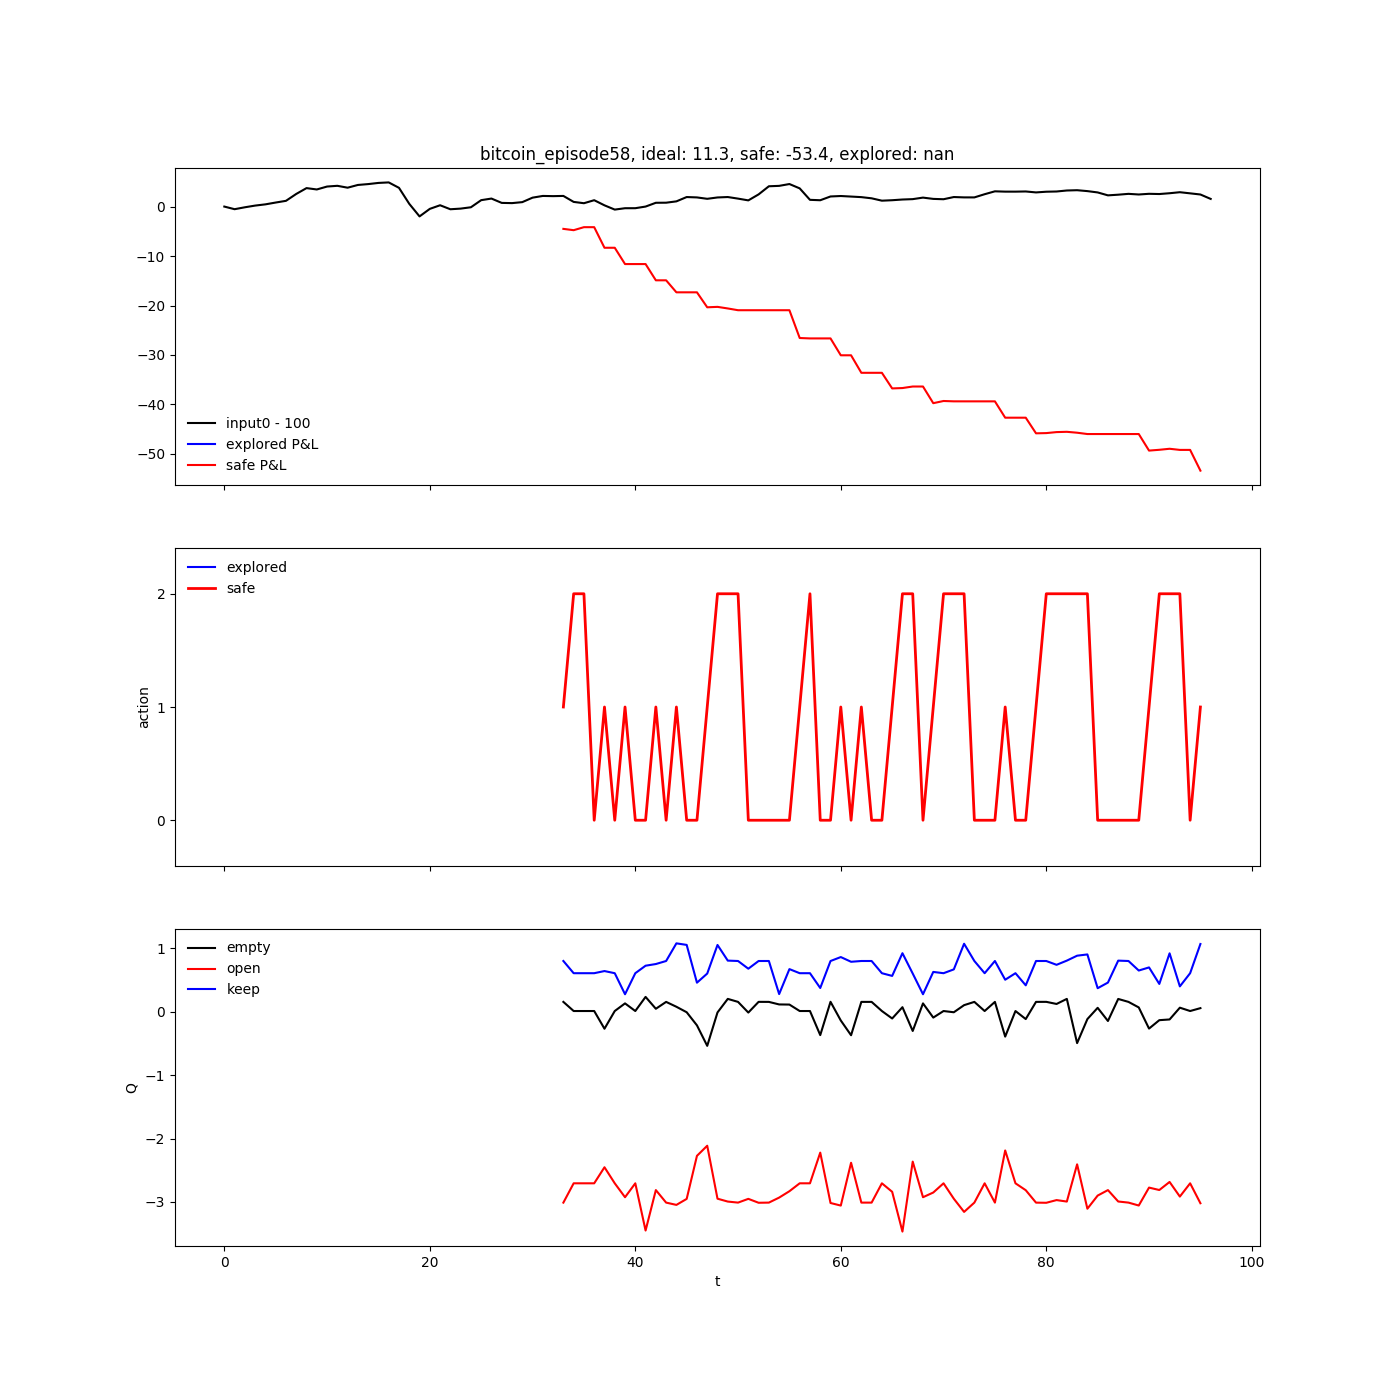 bitcoin_episode58, ideal: 11.3, safe: -53.4, explored: nan
0
−10
−20
−30
−40
−50
input0 - 100
explored P&L
safe P&L
explored
safe
2
1
0
action
empty
open
keep
1
0
−1
−2
−3
Q
0 20 40 60 80 100
t